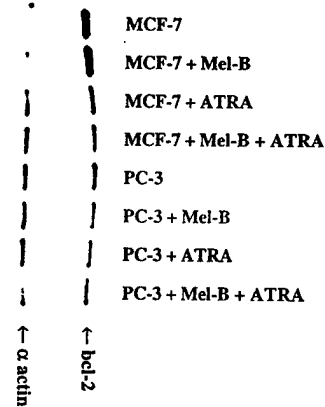 MCF-7
MCF-7 + Mel-B
MCF-7 + ATRA
MCF-7 + Mel-B + ATRA
PC-3
PC-3 + Mel-B
PC-3 + ATRA
PC-3 + Mel-B + ATRA
← bcl-2
← α actin